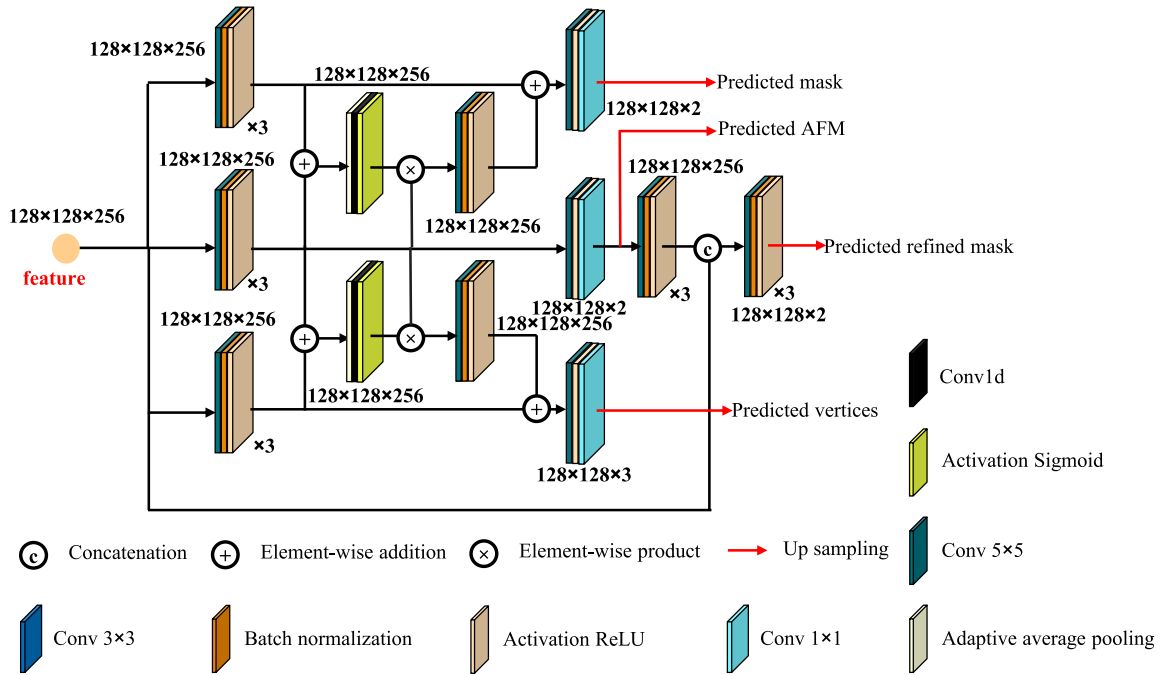 128×128×256
×3
128×128×256
128×128×2
Predicted mask
Predicted AFM
128×128×256
128×128×256
×3
128×128×256
feature
128×128×256
128×128×2
×3
c
×3
128×128×2
Predicted refined mask
128×128×256
128×128×256
128×128×256
×3
128×128×3
Predicted vertices
Conv1d
Activation Sigmoid
c Concatenation
+ Element-wise addition
× Element-wise product
Up sampling
Conv 5×5
Conv 3×3
Batch normalization
Activation ReLU
Conv 1×1
Adaptive average pooling